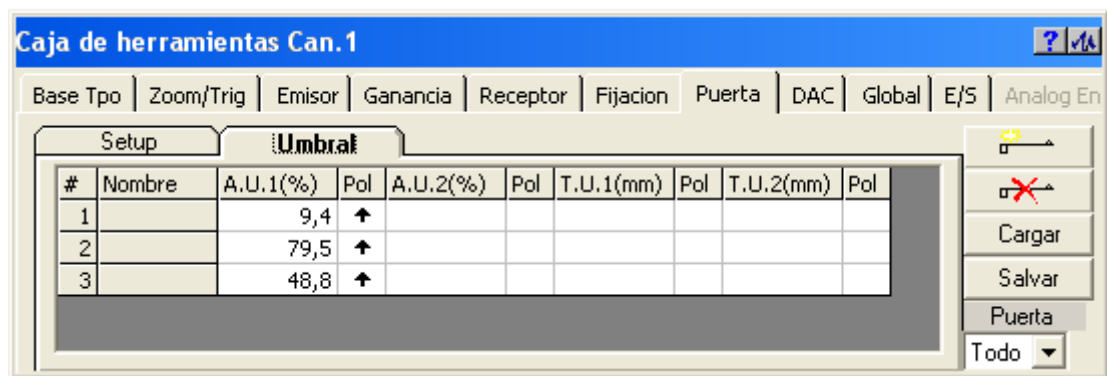 Caja de herramientas Can.1 ?
Base Tpo Zoom/Trig Emisor Ganancia Receptor Fijacion Puerta DAC Global E/S Analog En
Setup Umbral
# Nombre A.U.1(%) Pol A.U.2(%) Pol T.U.1(mm) Pol T.U.2(mm) Pol
1 9,4
2 79,5
3 48,8
Cargar
Salvar
Puerta
Todo